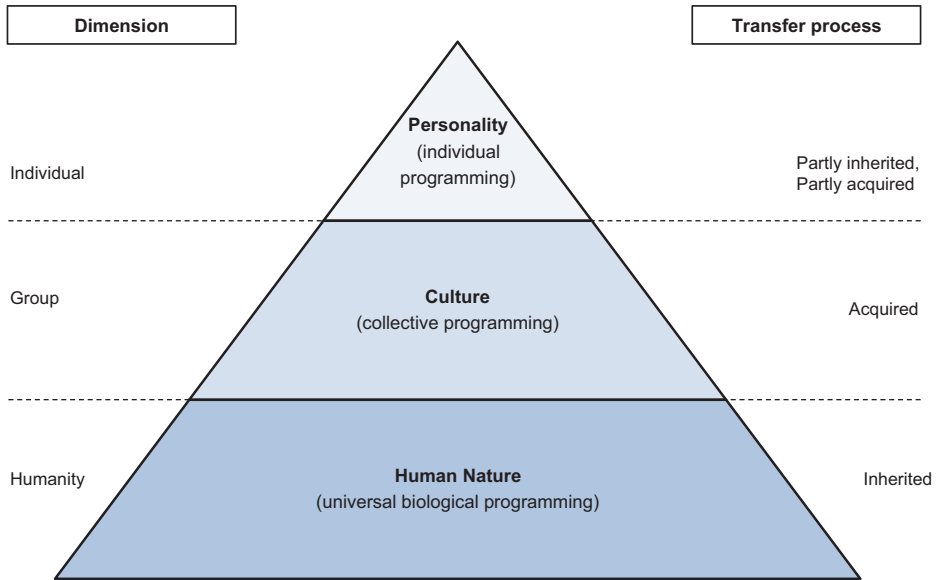 Dimension
Transfer process
Personality
(individual
programming)
Individual
Partly inherited,
Partly acquired
Culture
(collective programming)
Group
Acquired
Human Nature
(universal biological programming)
Humanity
Inherited